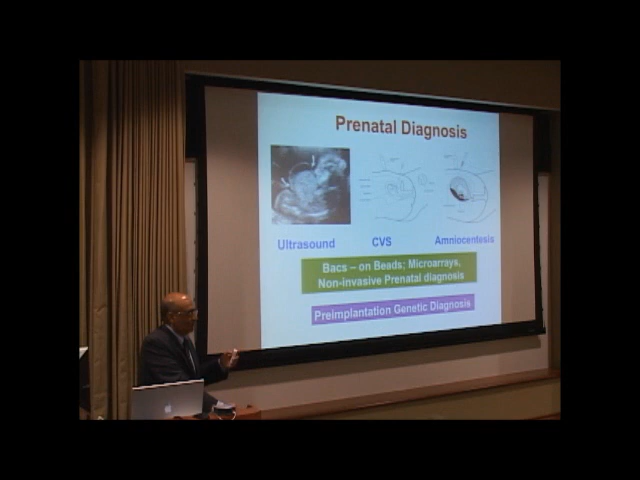 Prenatal Diagnosis
Ultrasound
CVS
Amniocentesis
Bacs – on Beads; Microarrays,
Non-invasive Prenatal diagnosis
Preimplantation Genetic Diagnosis